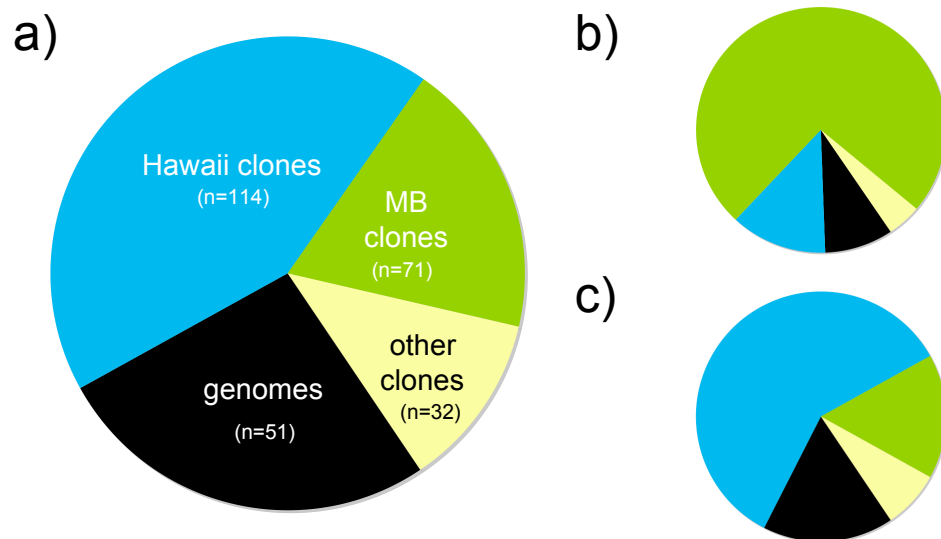 a)
b)
Hawaii clones
(n=114)
MB
clones
(n=71)
c)
other
clones
(n=32)
genomes
(n=51)